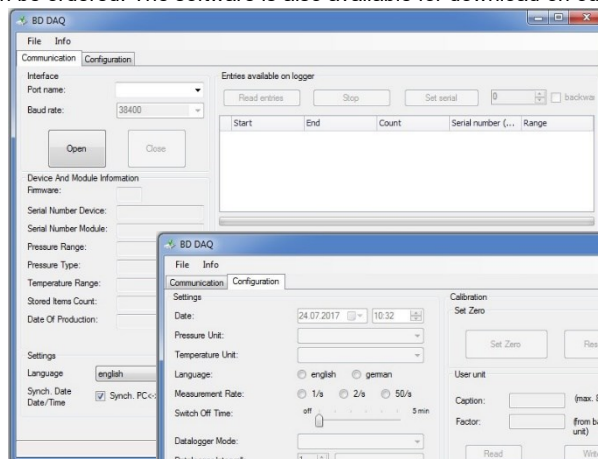 be ordered. The software is also available for download on
BD DAQ
File Info
Communication Configuration
Interface
Port name:
Baud rate: 38400
Open Close
Device And Module Information
Firmware:
Serial Number Device:
Serial Number Module:
Pressure Range:
Pressure Type:
Temperature Range:
Stored Items Count:
Date Of Production:
Settings
Language english
Synch. Date Date/Time Synch. PC<-
Entries available on logger
Read entries Stop Set serial 0 backwar
Start End Count Serial number (... Range
BD DAQ
File Info
Communication Configuration
Settings
Date: 24.07.2017 10:32
Pressure Unit:
Temperature Unit:
Language: english german
Measurement Rate: 1/s 2/s 50/s
Switch Off Time: off 5 min
Datalogger Mode:
Calibration
Set Zero
Set Zero Res
User unit
Caption: (max. 
Factor: (from ba
unit)
Read Write